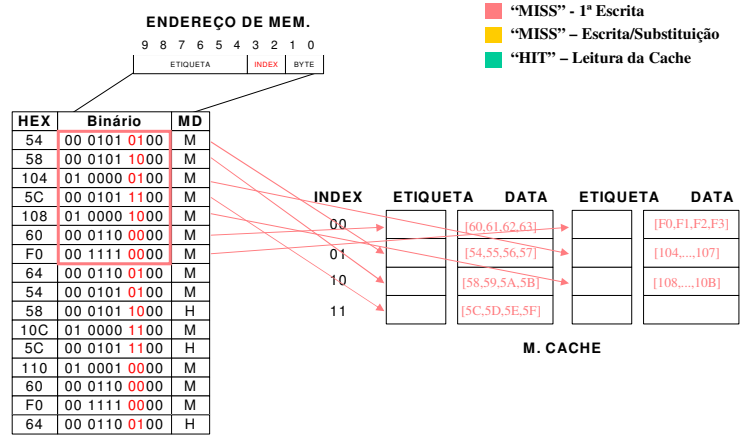 ENDEREÇO DE MEM.
9 8 7 6 5 4 3 2 1 0
ETIQUETA INDEX BYTE
“MISS” - 1ª Escrita
“MISS” – Escrita/Substituição
“HIT” – Leitura da Cache
HEX Binário MD
54 00 0101 0100 M
58 00 0101 1000 M
104 01 0000 0100 M
5C 00 0101 1100 M
108 01 0000 1000 M
60 00 0110 0000 M
F0 00 1111 0000 M
64 00 0110 0100 M
54 00 0101 0100 M
58 00 0101 1000 H
10C 01 0000 1100 M
5C 00 0101 1100 H
110 01 0001 0000 M
60 00 0110 0000 M
F0 00 1111 0000 M
64 00 0110 0100 H
INDEX ETIQUETA DATA ETIQUETA DATA
00 [60,61,62,63] [F0,F1,F2,F3]
01 [54,55,56,57] [104,...,107]
10 [58,59,5A,5B] [108,...,10B]
11 [5C,5D,5E,5F]
M. CACHE